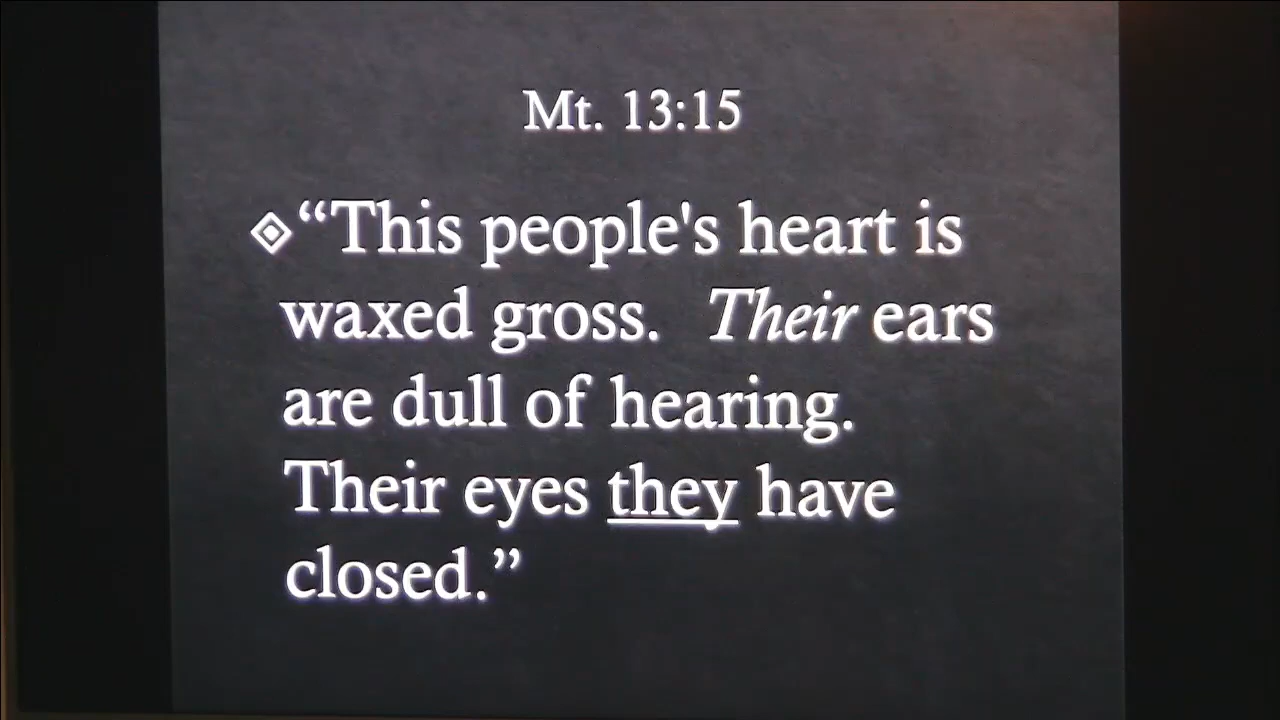 Mt. 13:15
“This people's heart is
waxed gross. Their ears
are dull of hearing.
Their eyes they have
closed.”